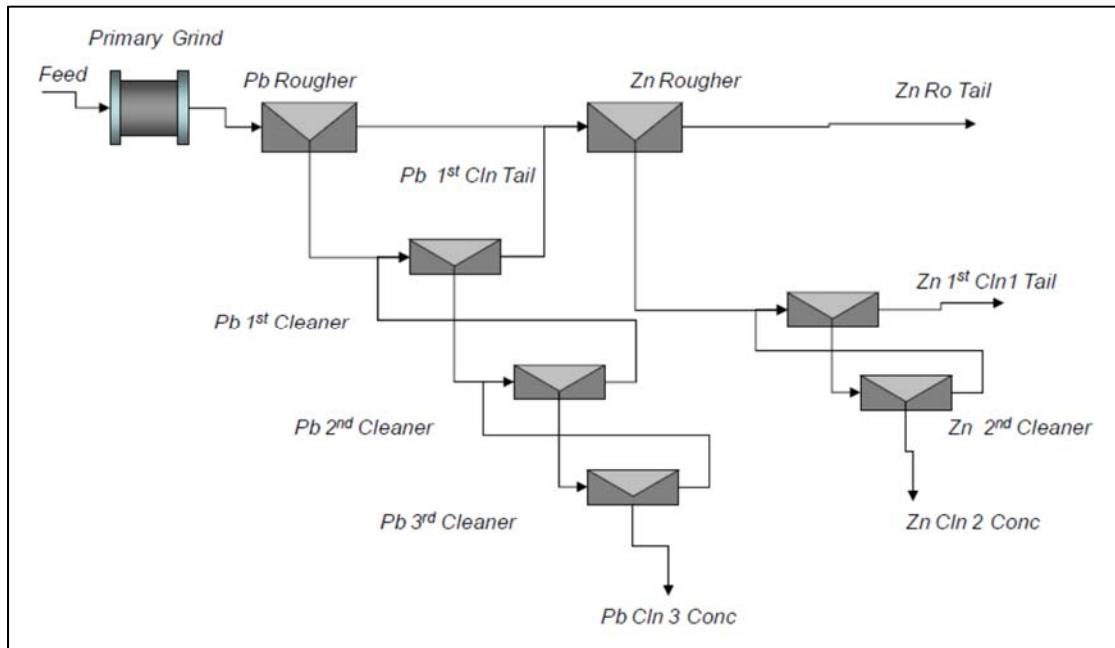 Primary Grind
Feed
Pb Rougher
Zn Rougher
Zn Ro Tail
Pb 1st Cln Tail
Zn 1st Cln1 Tail
Pb 1st Cleaner
Pb 2nd Cleaner
Zn 2nd Cleaner
Pb 3rd Cleaner
Zn Cln 2 Conc
Pb Cln 3 Conc